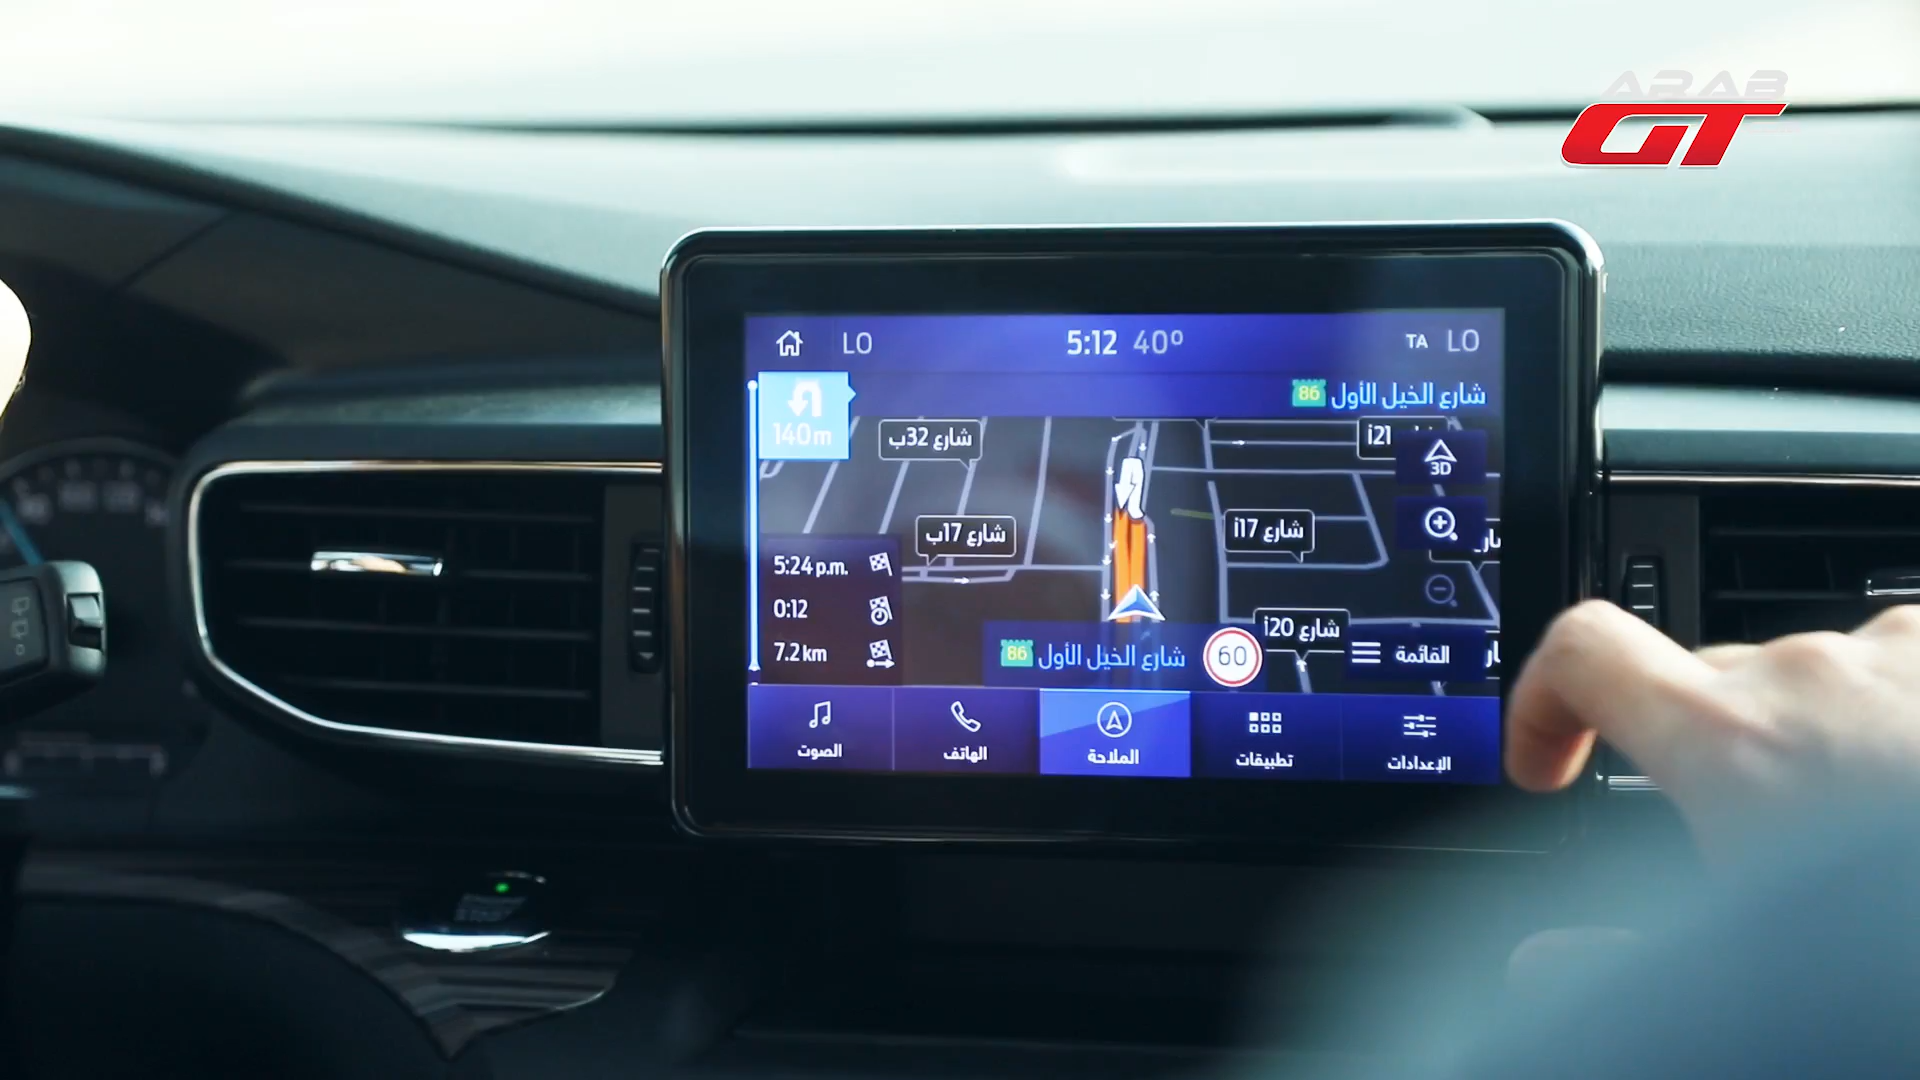 ARAB
GT
LO
5:12 40°
TA LO
140m
شارع الخيل الأول 86
شارع 32ب
i21
3D
شارع 17ب
شارع i17
5:24 p.m.
0:12
7.2 km
شارع i20
شارع الخيل الأول 86
60
القائمة
الصوت
الهاتف
الملاحة
تطبيقات
الإعدادات